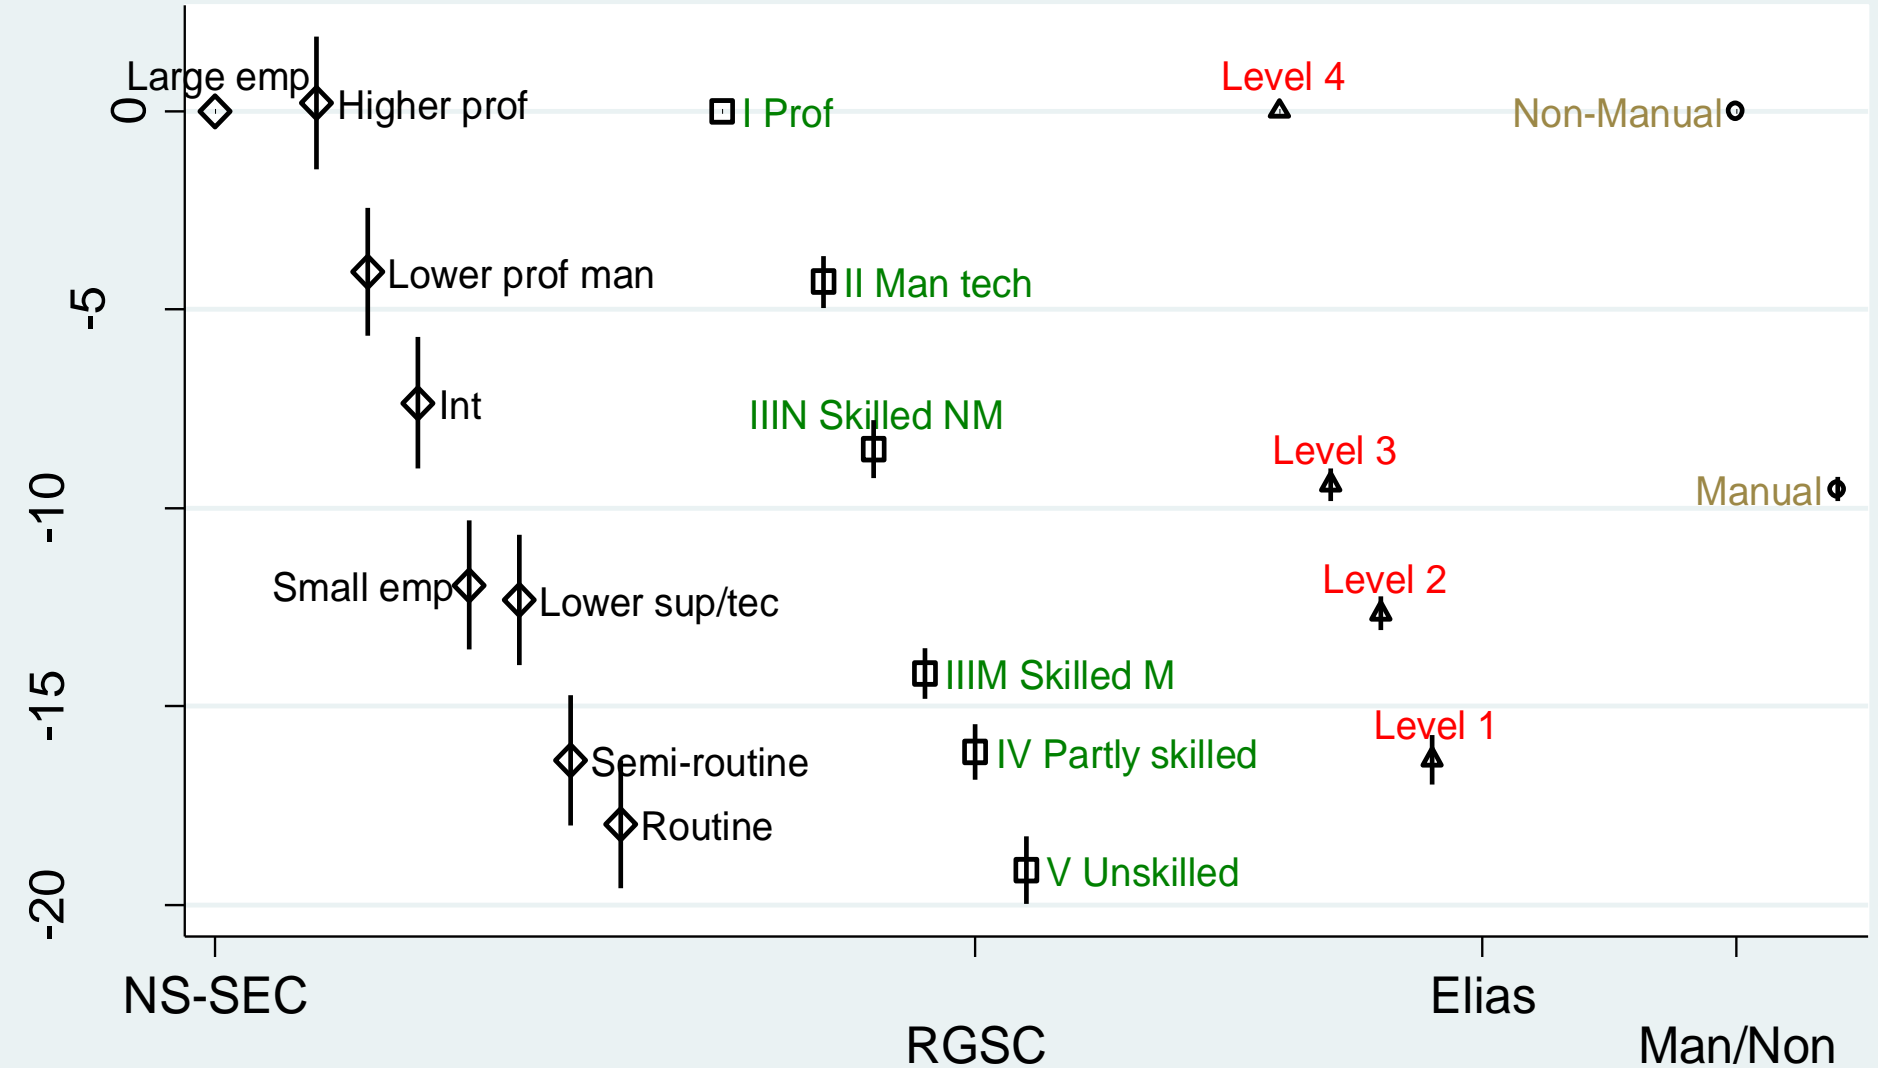 Large emp
Higher prof
I Prof
Level 4
Non-Manual
0
Lower prof man
II Man tech
-5
Int
IIIN Skilled NM
Level 3
Manual
-10
Small emp
Lower sup/tec
Level 2
IIIM Skilled M
-15
Level 1
Semi-routine
IV Partly skilled
Routine
V Unskilled
-20
NS-SEC
Elias
RGSC
Man/Non